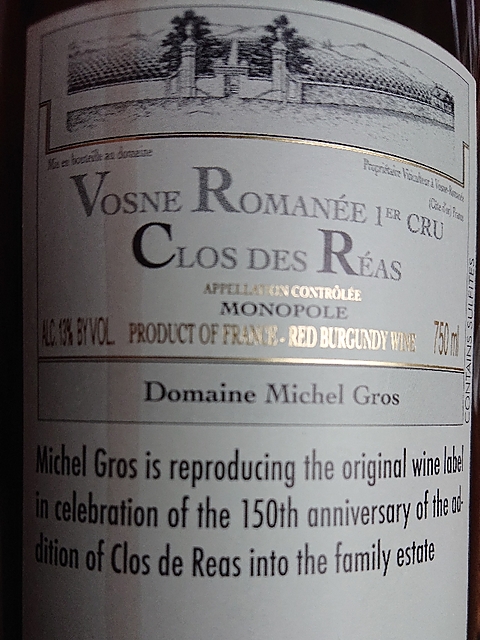 Mis en bouteille au domaine
Propriétaire Viticulteur à Vosne-Romanée
(Côte d'or) France
VOSNE ROMANÉE 1ER CRU
CLOS DES RÉAS
APPELLATION CONTRÔLÉE
MONOPOLE
ALC. 13% BY VOL. PRODUCT OF FRANCE - RED BURGUNDY WINE 750 ml
CONTAINS SULFITES
Domaine Michel Gros
Michel Gros is reproducing the original wine label
in celebration of the 150th anniversary of the ad-
dition of Clos de Reas into the family estate